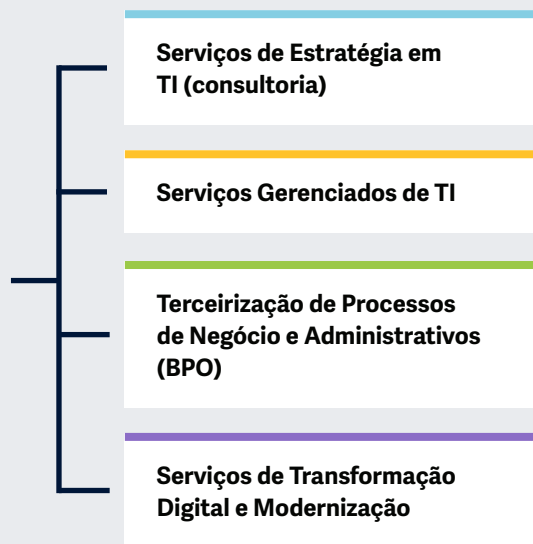 Serviços de Estratégia em
TI (consultoria)
Serviços Gerenciados de TI
Terceirização de Processos
de Negócio e Administrativos
(BPO)
Serviços de Transformação
Digital e Modernização